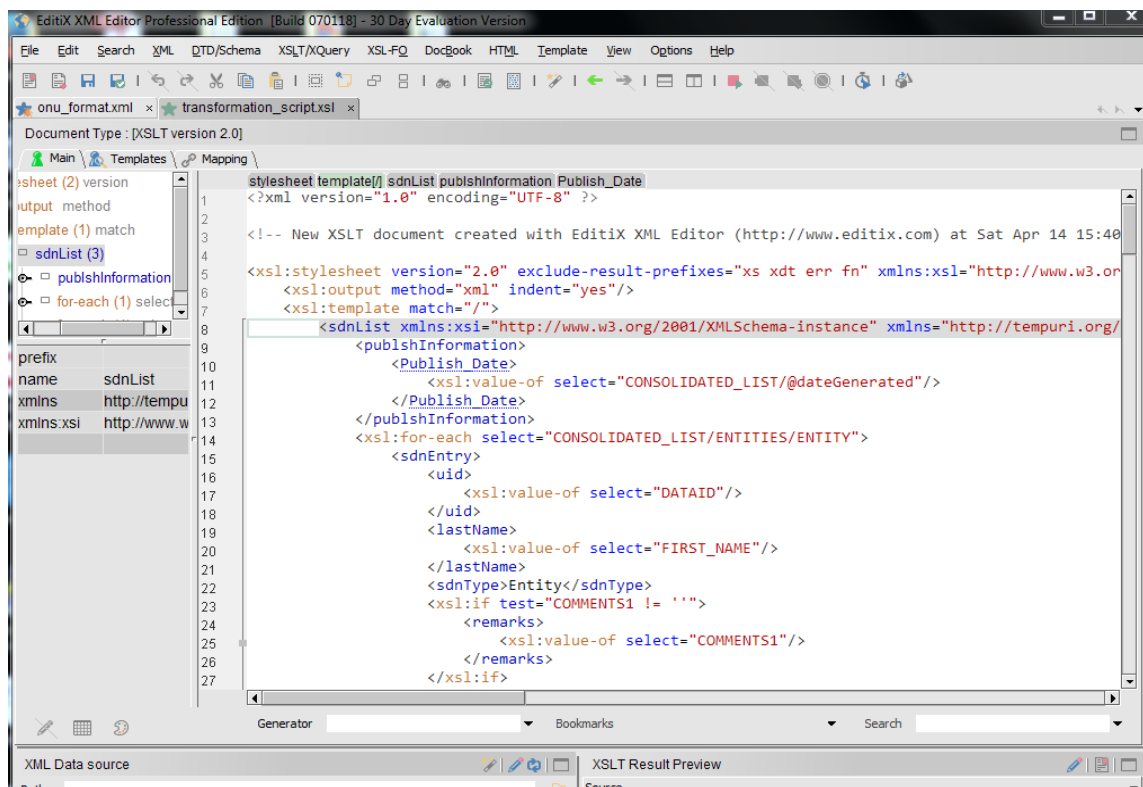 EditiX XML Editor Professional Edition [Build 070118] - 30 Day Evaluation Version
File Edit Search XML DTD/Schema XSLT/XQuery XSL-FO DocBook HTML Template View Options Help
onu_format.xml × transformation_script.xsl ×
Document Type : [XSLT version 2.0]
Main Templates Mapping
esheet (2) version
output method
emplate (1) match
sdnList (3)
publshInformation
for-each (1) select
prefix
name sdnList
xmlns http://tempu
xmlns:xsi http://www.w
stylesheet template[/] sdnList publshInformation Publish_Date
1 <?xml version="1.0" encoding="UTF-8" ?>
2
3 <!-- New XSLT document created with EditiX XML Editor (http://www.editix.com) at Sat Apr 14 15:40
4
5 <xsl:stylesheet version="2.0" exclude-result-prefixes="xs xdt err fn" xmlns:xsl="http://www.w3.or
6 <xsl:output method="xml" indent="yes"/>
7 <xsl:template match="/">
8 <sdnList xmlns:xsi="http://www.w3.org/2001/XMLSchema-instance" xmlns="http://tempuri.org/
9 <publshInformation>
10 <Publish_Date>
11 <xsl:value-of select="CONSOLIDATED_LIST/@dateGenerated"/>
12 </Publish_Date>
13 </publshInformation>
14 <xsl:for-each select="CONSOLIDATED_LIST/ENTITIES/ENTITY">
15 <sdnEntry>
16 <uid>
17 <xsl:value-of select="DATAID"/>
18 </uid>
19 <lastName>
20 <xsl:value-of select="FIRST_NAME"/>
21 </lastName>
22 <sdnType>Entity</sdnType>
23 <xsl:if test="COMMENTS1 != ''">
24 <remarks>
25 <xsl:value-of select="COMMENTS1"/>
26 </remarks>
27 </xsl:if>
Generator Bookmarks Search
XML Data source
XSLT Result Preview
Source